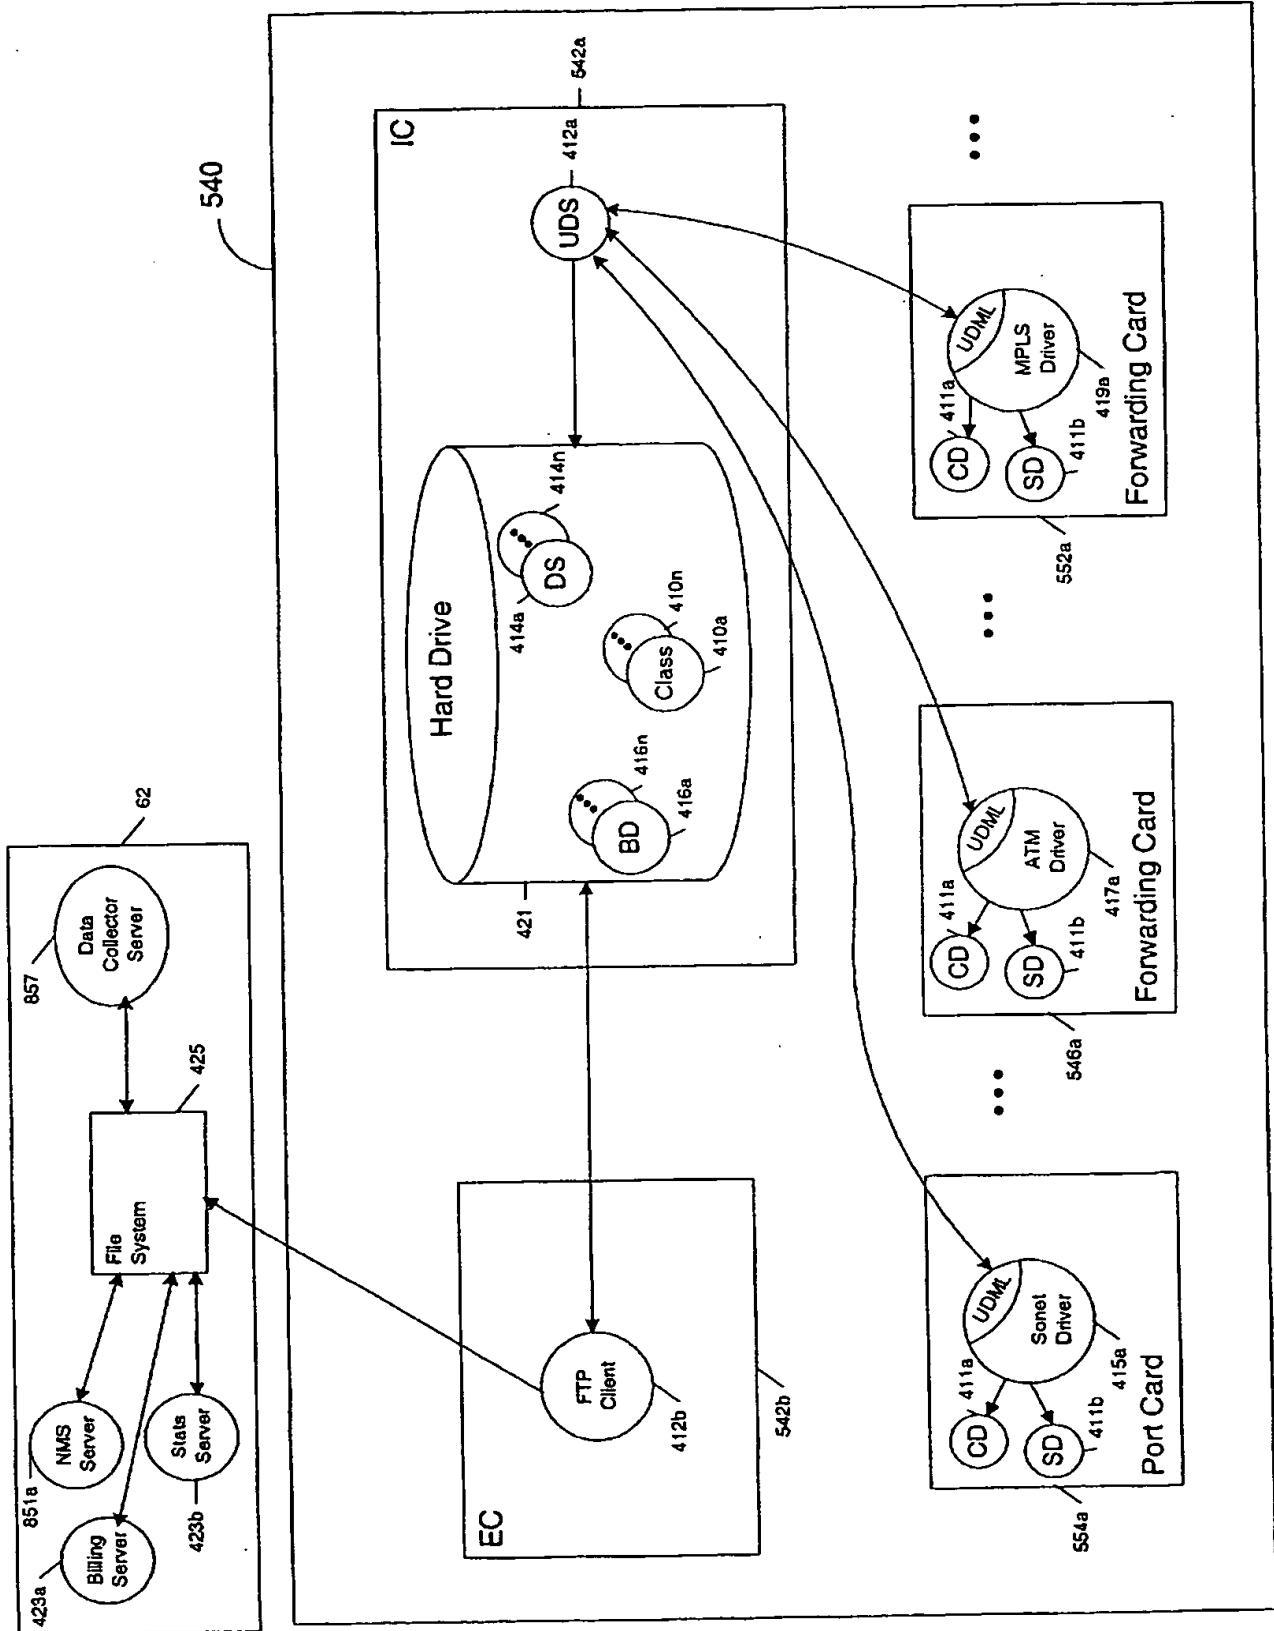 423a
Billing
Server
851a
NMS
Server
423b
Stats
Server
File
System
425
857
Data
Collector
Server
62
540
EC
FTP
Client
412b
542b
IC
542a
Hard Drive
421
BD
416a
416n
Class
410a
410n
DS
414a
414n
UDS
412a
554a
Port Card
CD
411a
SD
411b
UDML
Sonet
Driver
415a
546a
Forwarding Card
CD
411a
SD
411b
UDML
ATM
Driver
417a
552a
Forwarding Card
CD
411a
SD
411b
UDML
MPLS
Driver
419a